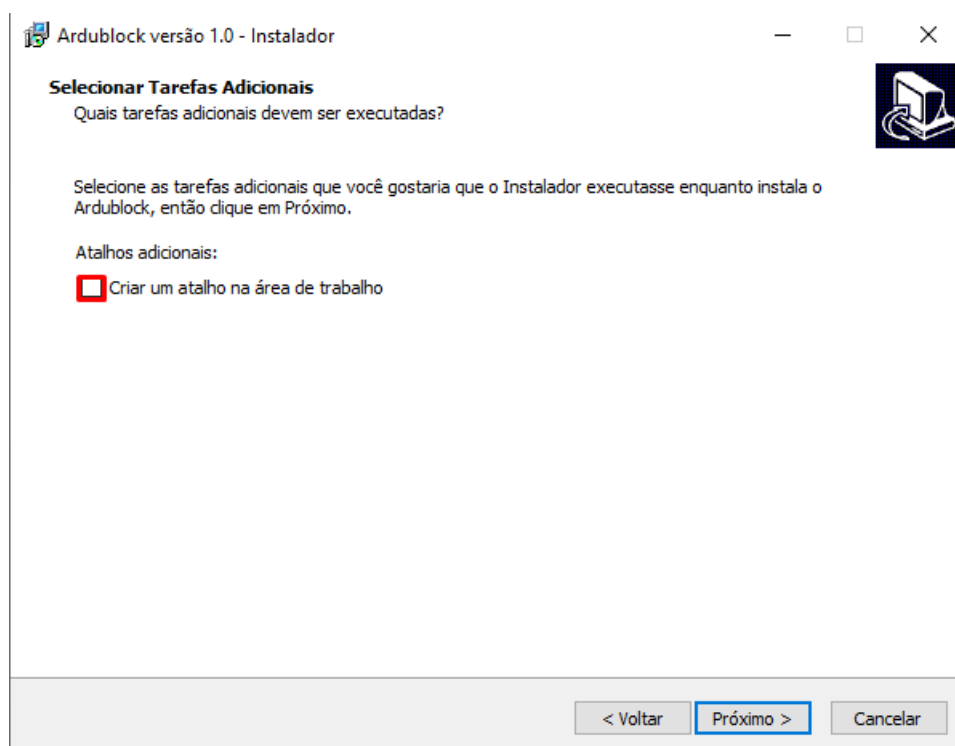 Ardublock versão 1.0 - Instalador
Selecionar Tarefas Adicionais
Quais tarefas adicionais devem ser executadas?
Selecione as tarefas adicionais que você gostaria que o Instalador executasse enquanto instala o
Ardublock, então clique em Próximo.
Atalhos adicionais:
Criar um atalho na área de trabalho
< Voltar
Próximo >
Cancelar